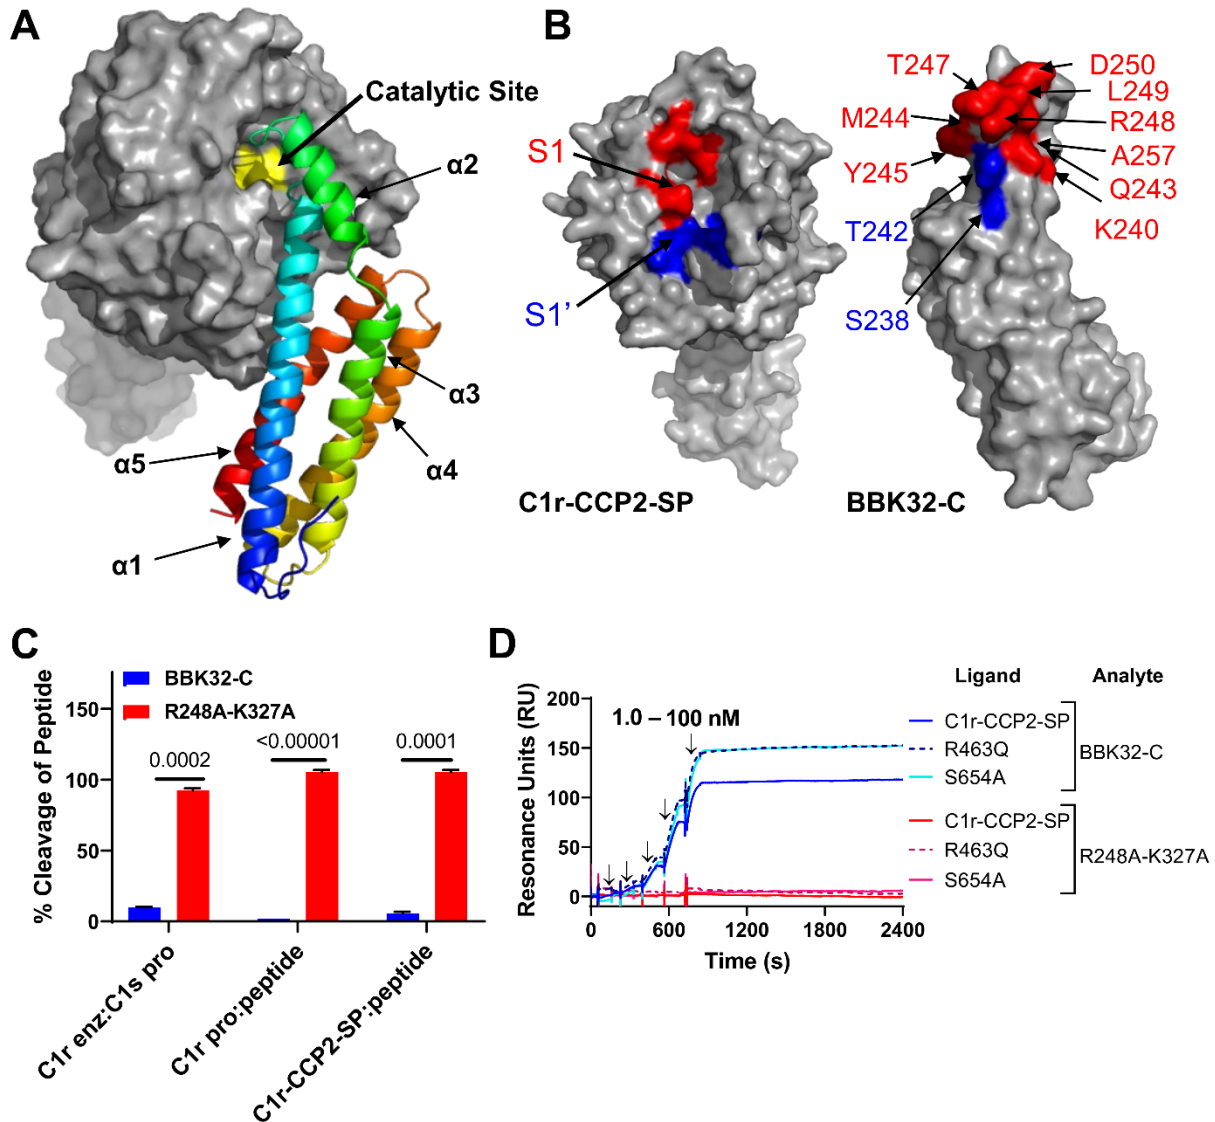 A
Catalytic Site
α2
α3
α4
α5
α1
B
S1
S1’
T247
M244
Y245
T242
S238
D250
L249
R248
A257
Q243
K240
C1r-CCP2-SP
BBK32-C
C
BBK32-C
R248A-K327A
% Cleavage of Peptide
150
100
50
0
0.0002
<0.00001
0.0001
C1r enz:C1s pro
C1r pro:peptide
C1r-CCP2-SP:peptide
D
Resonance Units (RU)
200
150
100
50
0
1.0 – 100 nM
0 600 1200 1800 2400
Time (s)
Ligand Analyte
C1r-CCP2-SP
R463Q
S654A
BBK32-C
C1r-CCP2-SP
R463Q
S654A
R248A-K327A